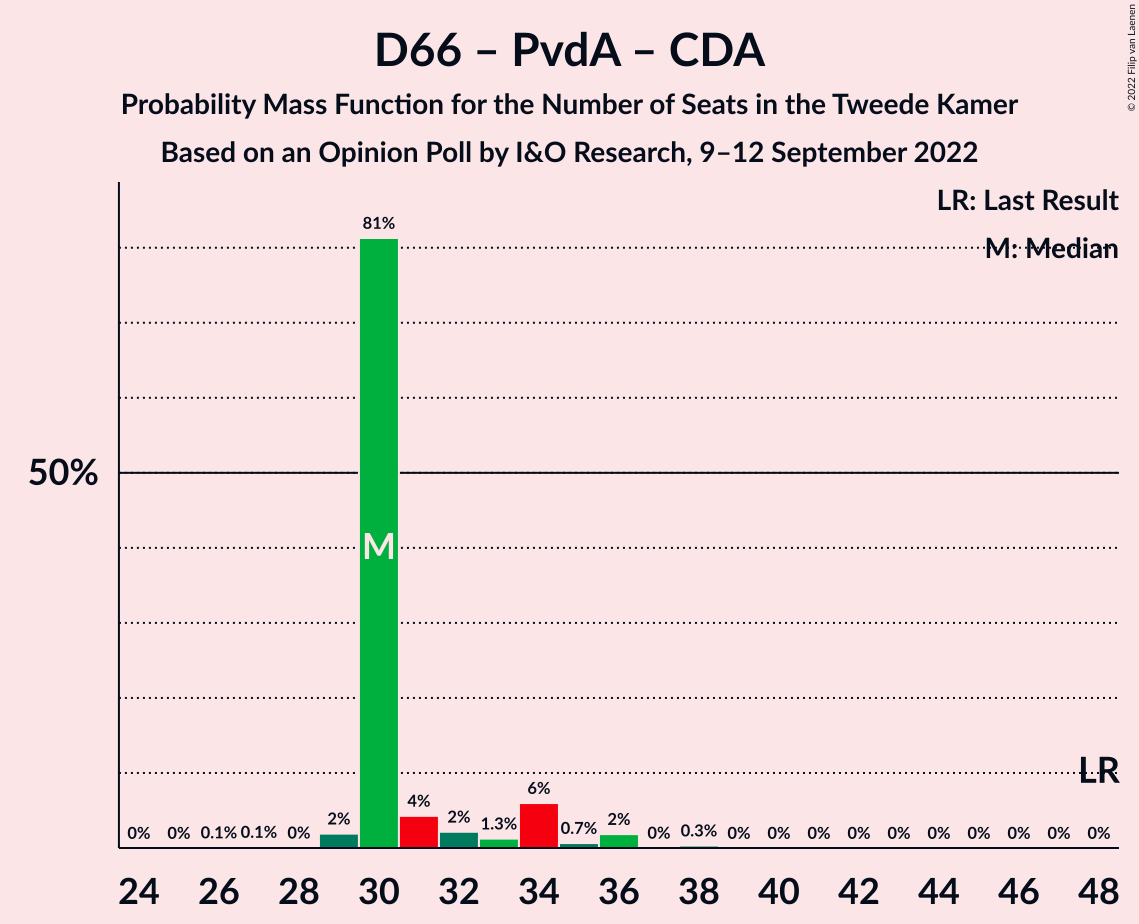 D66 – PvdA – CDA
Probability Mass Function for the Number of Seats in the Tweede Kamer
Based on an Opinion Poll by I&O Research, 9–12 September 2022
© 2022 Filip van Laenen
LR: Last Result
M: Median
50%
81%
M
LR
0% 0% 0.1% 0.1% 0% 2% 4% 2% 1.3% 6% 0.7% 2% 0% 0.3% 0% 0% 0% 0% 0% 0% 0% 0% 0% 0%
24 26 28 30 32 34 36 38 40 42 44 46 48